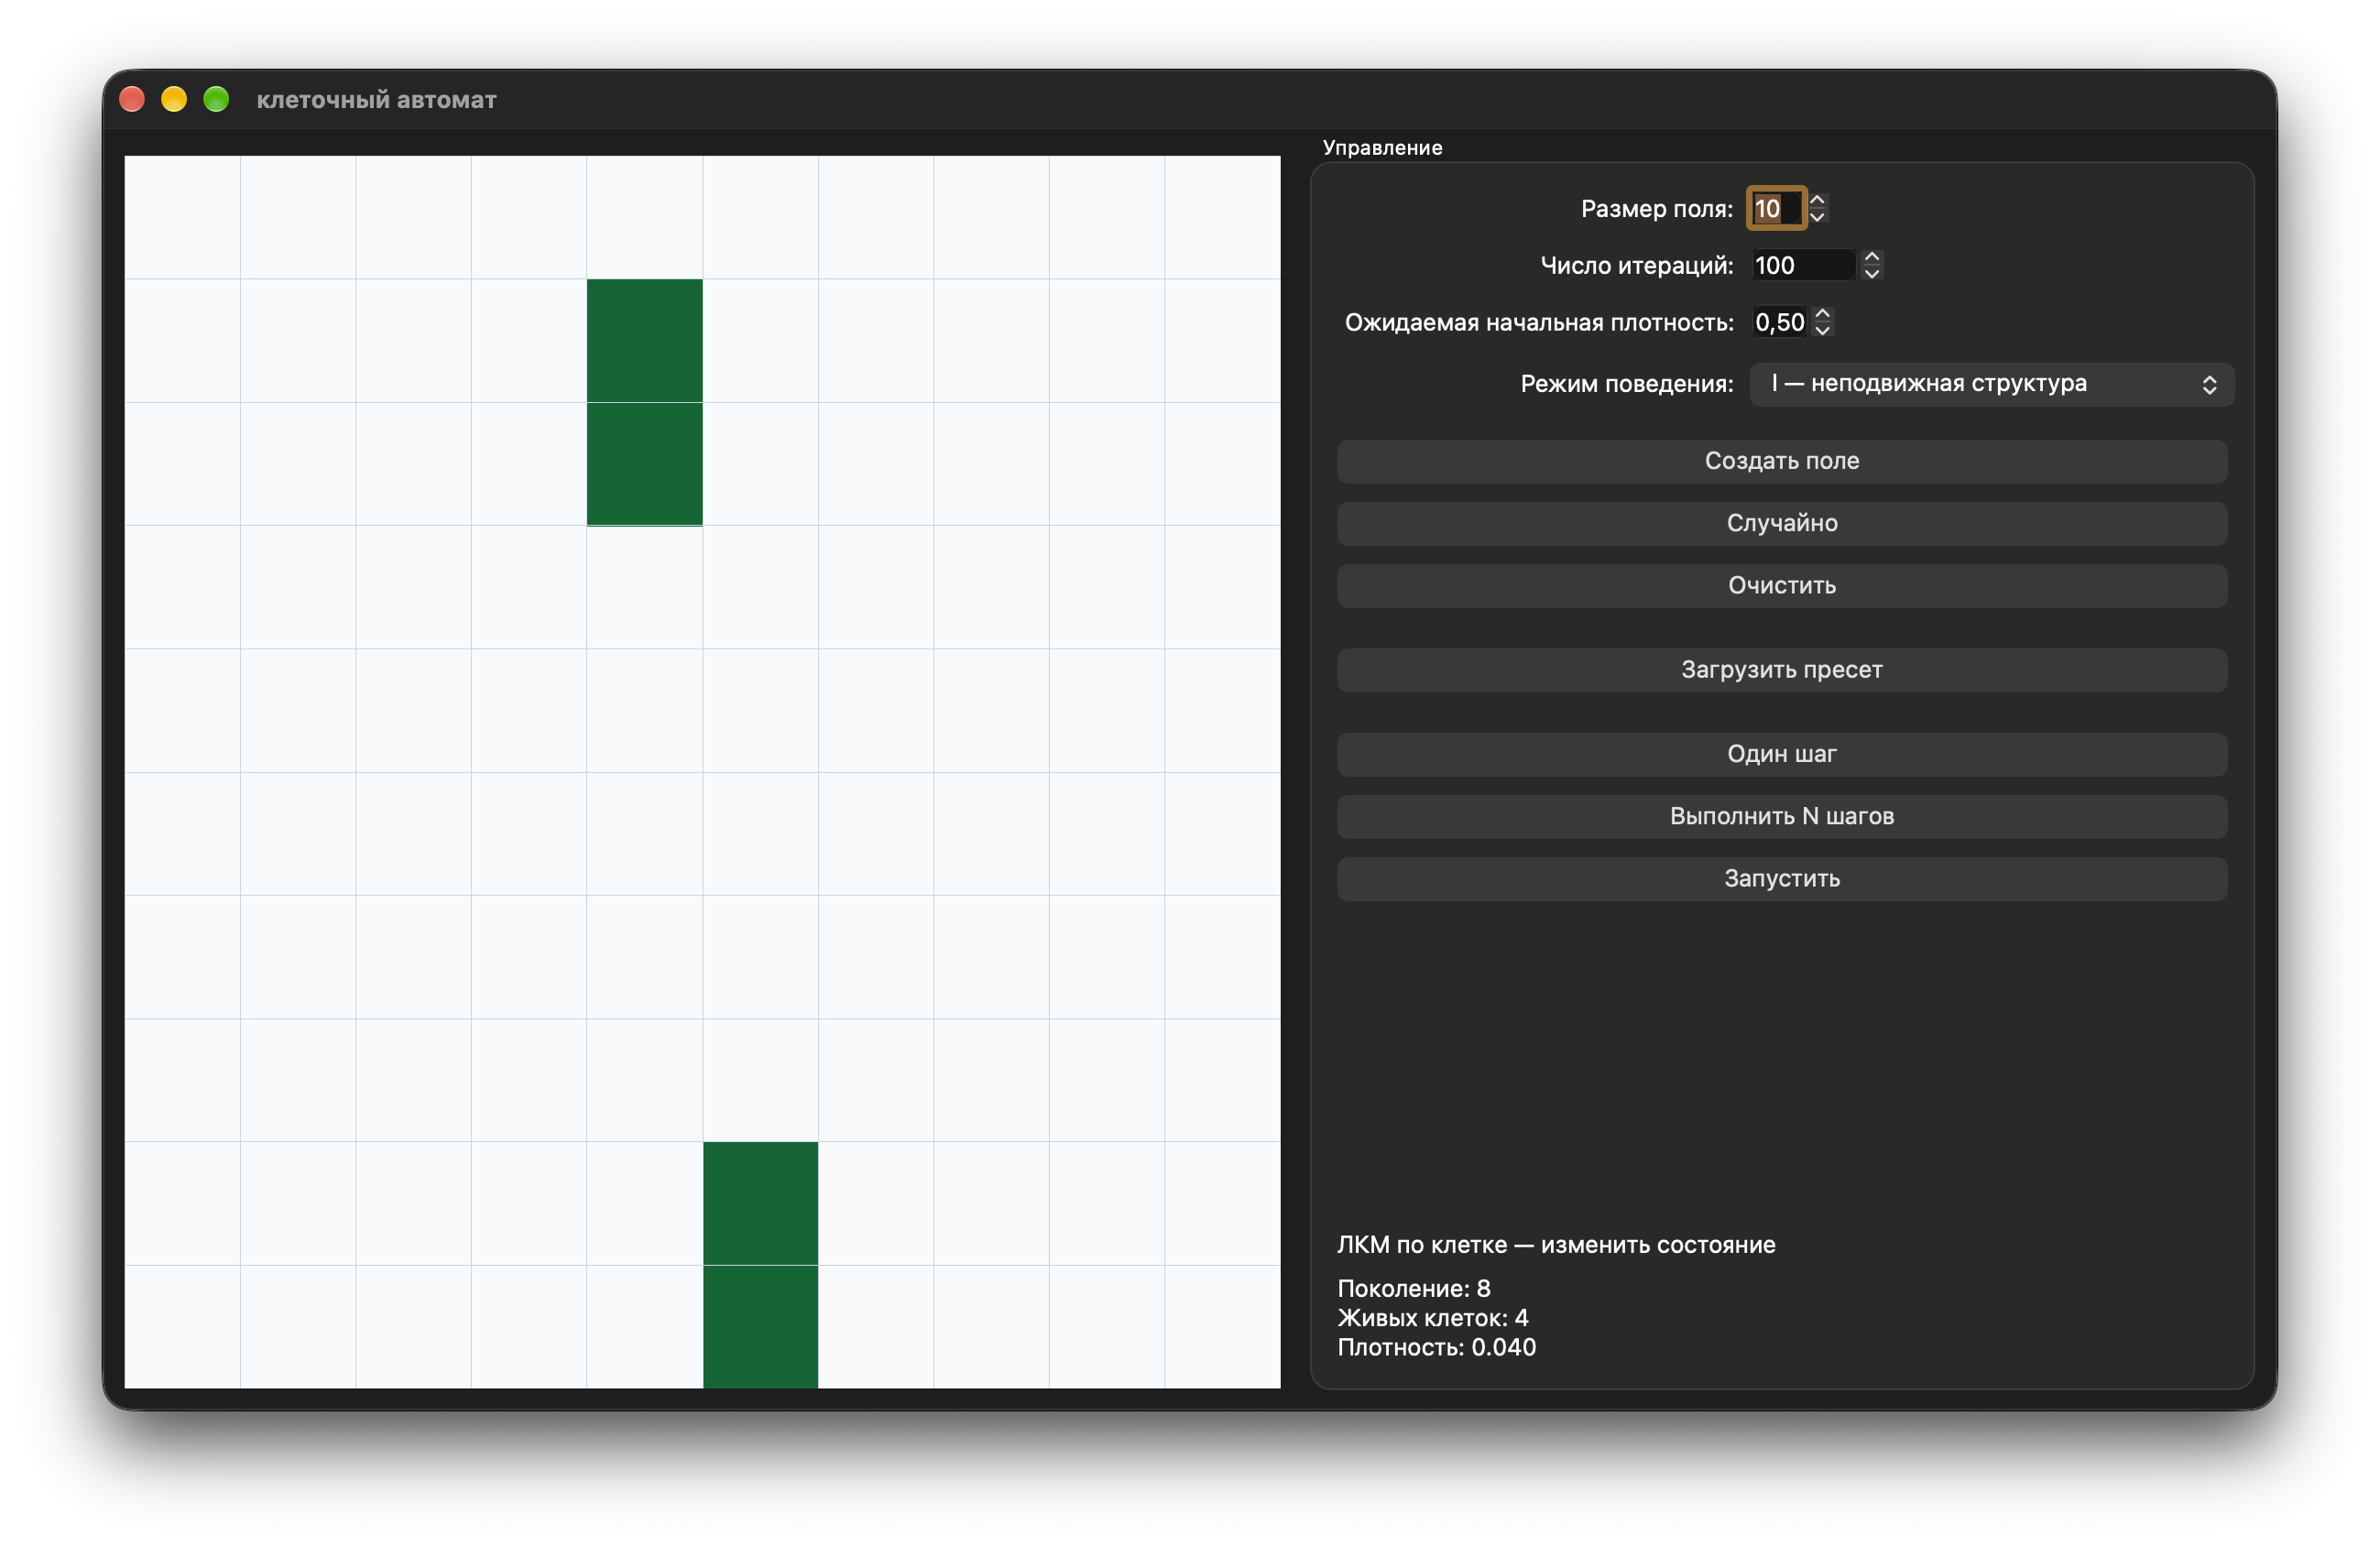 клеточный автомат
Управление
Размер поля: 10
Число итераций: 100
Ожидаемая начальная плотность: 0,50
Режим поведения: I — неподвижная структура
Создать поле
Случайно
Очистить
Загрузить пресет
Один шаг
Выполнить N шагов
Запустить
ЛКМ по клетке — изменить состояние
Поколение: 8
Живых клеток: 4
Плотность: 0.040